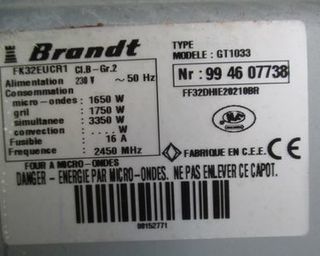 Brandt
FK32EUCR1 Cl.B-Gr.2
Alimentation 230 V ~ 50 Hz
Consommation
micro-ondes: 1650 W
gril : 1750 W
simultane : 3350 W
convection : ..... W
Fusible : 16 A
Frequence : 2450 MHz
TYPE
MODELE: GT1033
Nr : 99 46 07738
FF32DHIE20210BR
FABRIQUE EN C.E.E.
FOUR A MICRO-ONDES
DANGER - ENERGIE PAR MICRO-ONDES. NE PAS ENLEVER CE CAPOT.
00152771